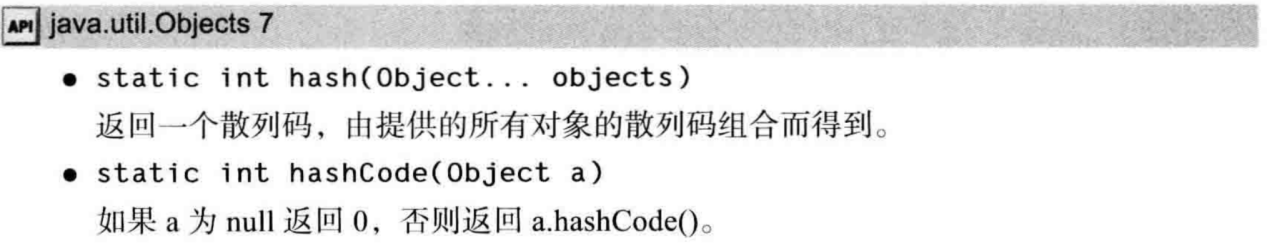 API java.util.Objects 7
• static int hash(Object... objects)
返回一个散列码，由提供的所有对象的散列码组合而得到。
• static int hashCode(Object a)
如果 a 为 null 返回 0，否则返回 a.hashCode()。